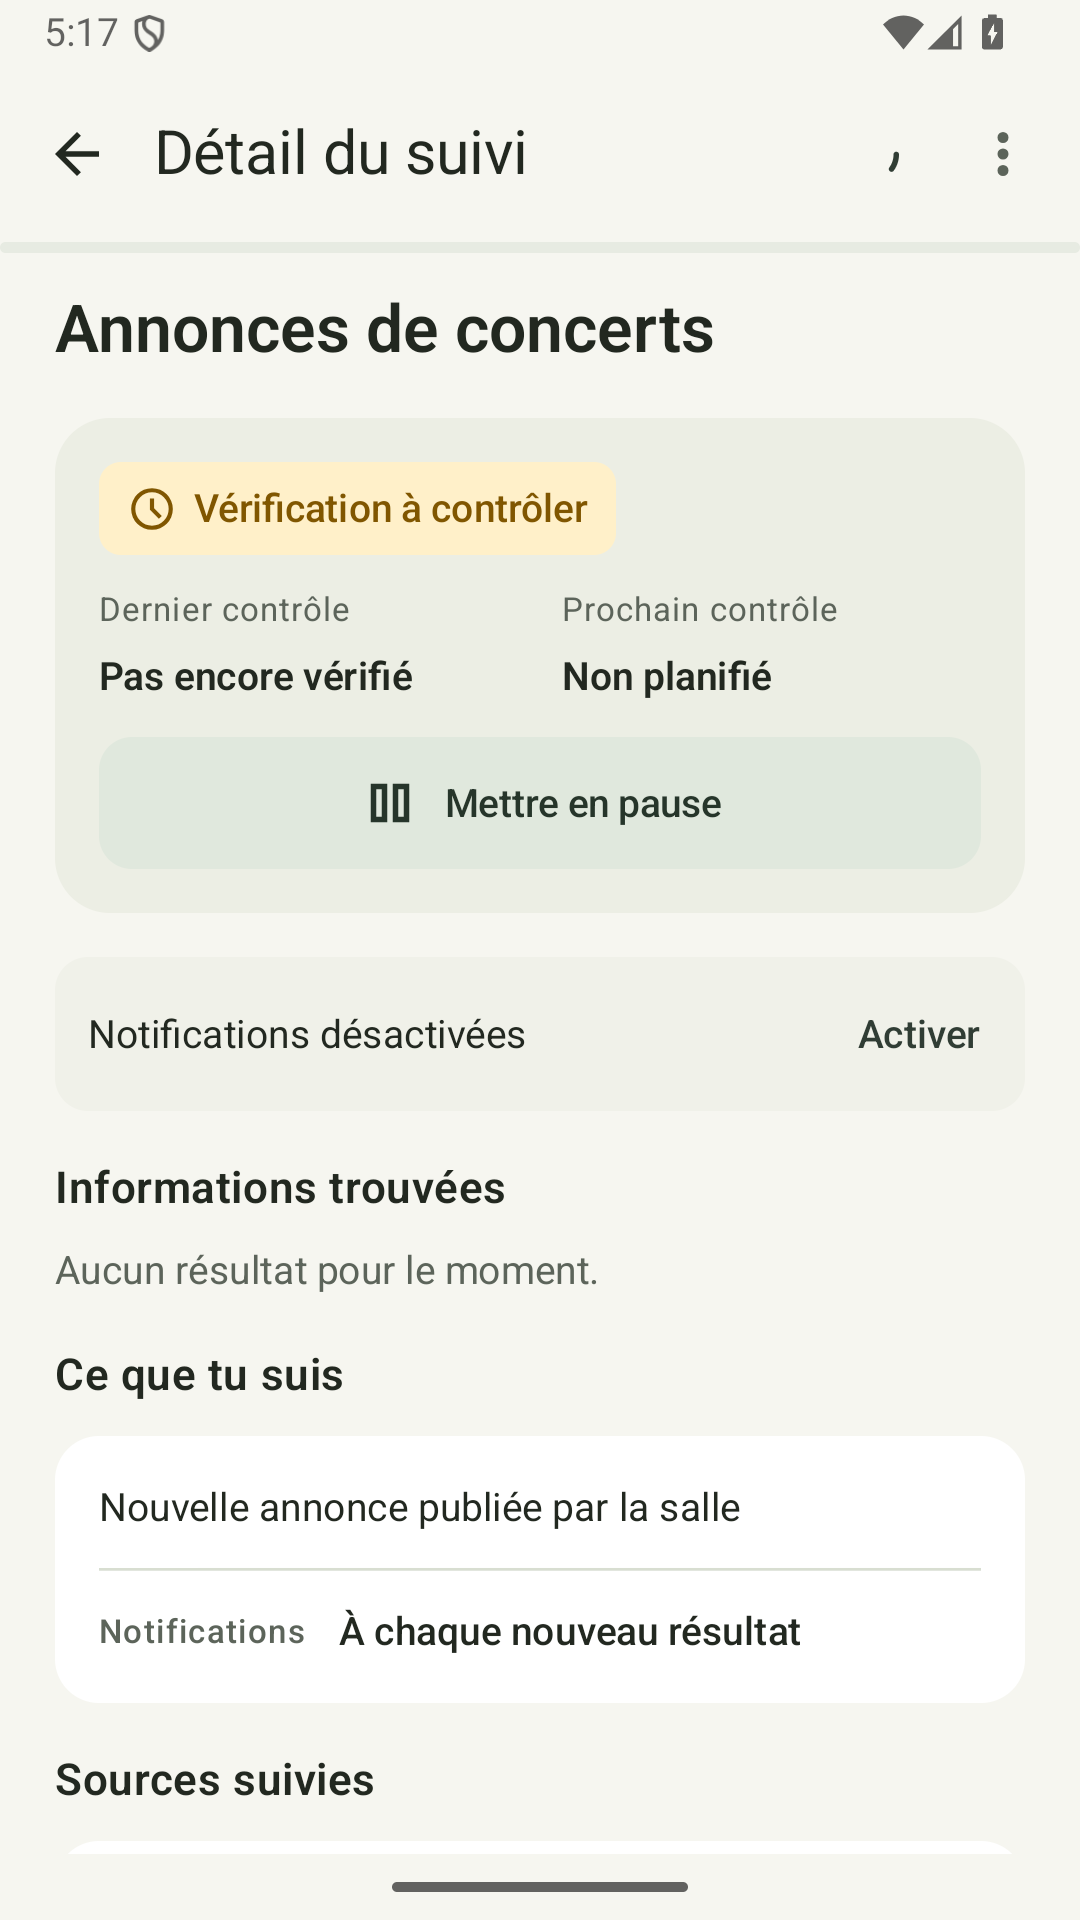 5:17
Détail du suivi
Annonces de concerts
Vérification à contrôler
Dernier contrôle Prochain contrôle
Pas encore vérifié Non planifié
Mettre en pause
Notifications désactivées Activer
Informations trouvées
Aucun résultat pour le moment.
Ce que tu suis
Nouvelle annonce publiée par la salle
Notifications À chaque nouveau résultat
Sources suivies